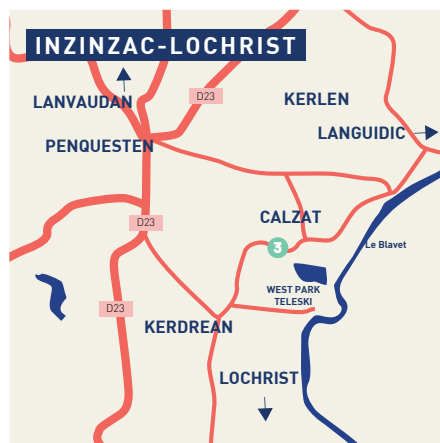 INZINZAC-LOCHRIST
D23
KERLEN
LANVAUDAN
LANGUIDIC
PENQUESTEN
CALZAT
D23
3
Le Blavet
WEST PARK
TELESKI
D23
KERDREAN
LOCHRIST